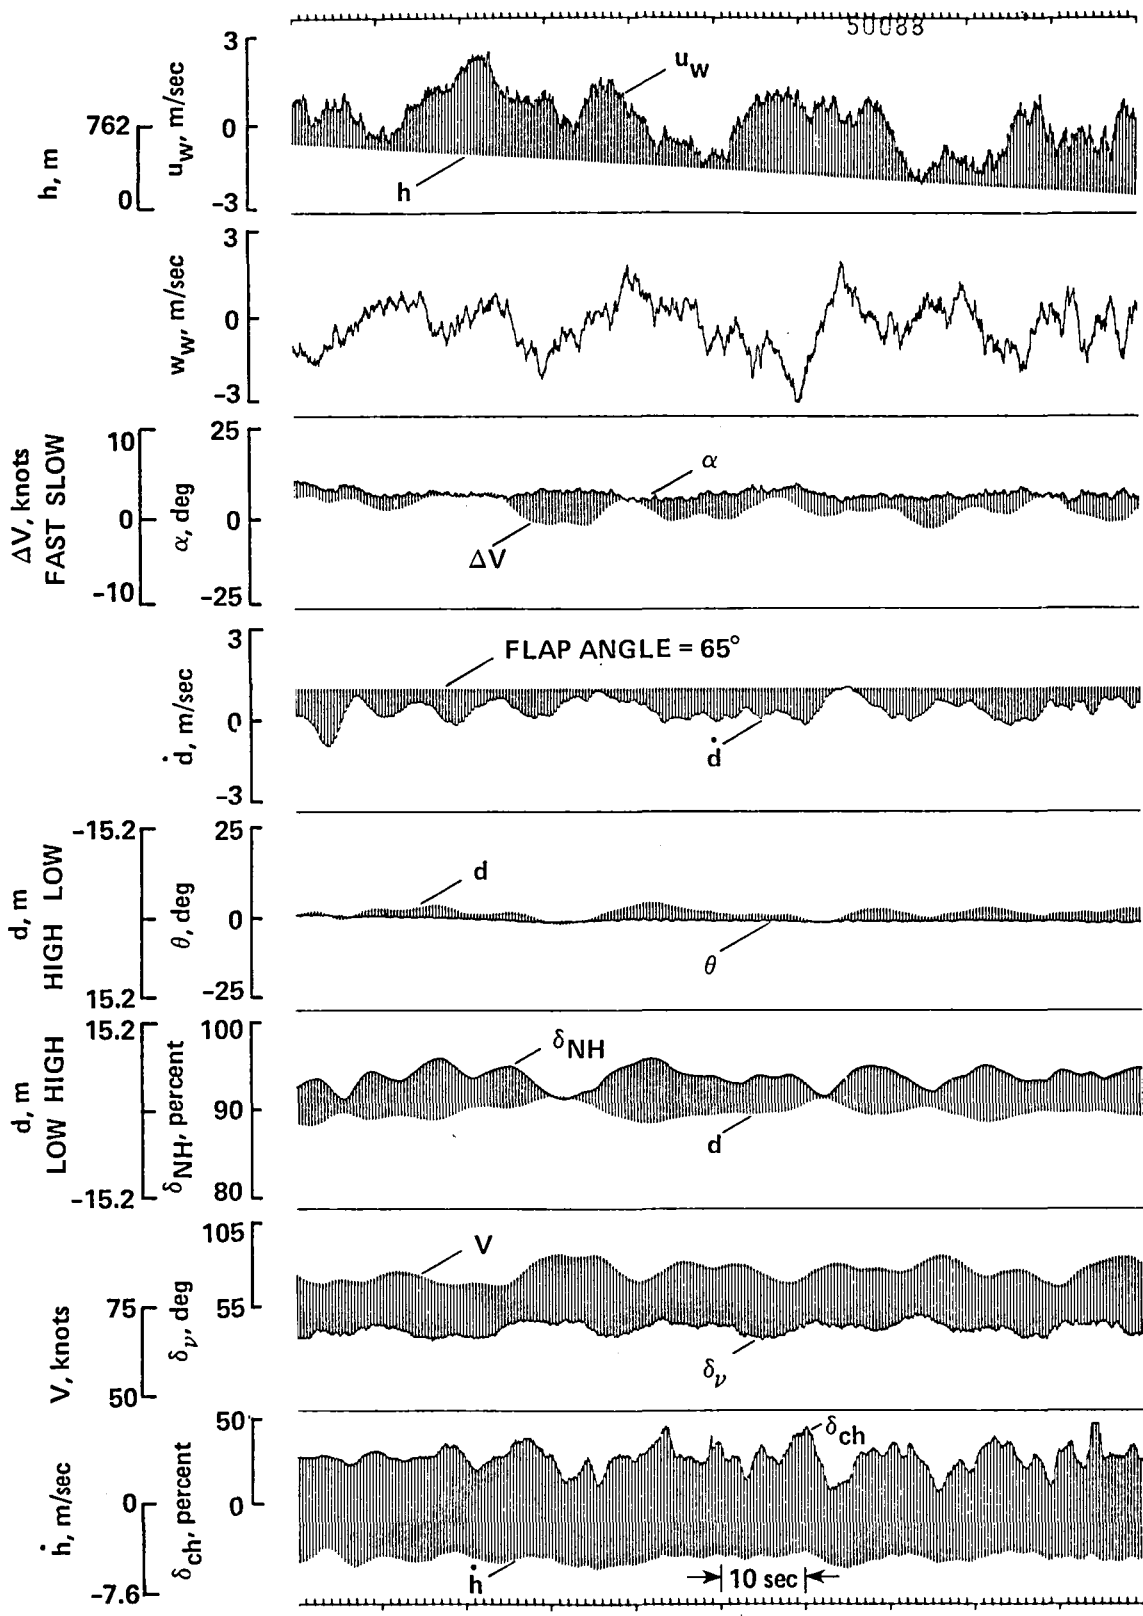 50088
3
0
-3
762
0
h, m
u_w, m/sec
u_w
h
3
0
-3
w_w, m/sec
10
0
-10
ΔV, knots
FAST SLOW
25
0
-25
α, deg
α
ΔV
3
0
-3
ḋ, m/sec
FLAP ANGLE = 65°
ḋ
-15.2
15.2
d, m
HIGH LOW
25
0
-25
θ, deg
d
θ
15.2
-15.2
d, m
LOW HIGH
100
90
80
δ_NH, percent
δ_NH
d
105
55
75
50
V, knots
δ_ν, deg
V
δ_ν
50
0
0
-7.6
ḣ, m/sec
δ_ch, percent
δ_ch
ḣ
10 sec